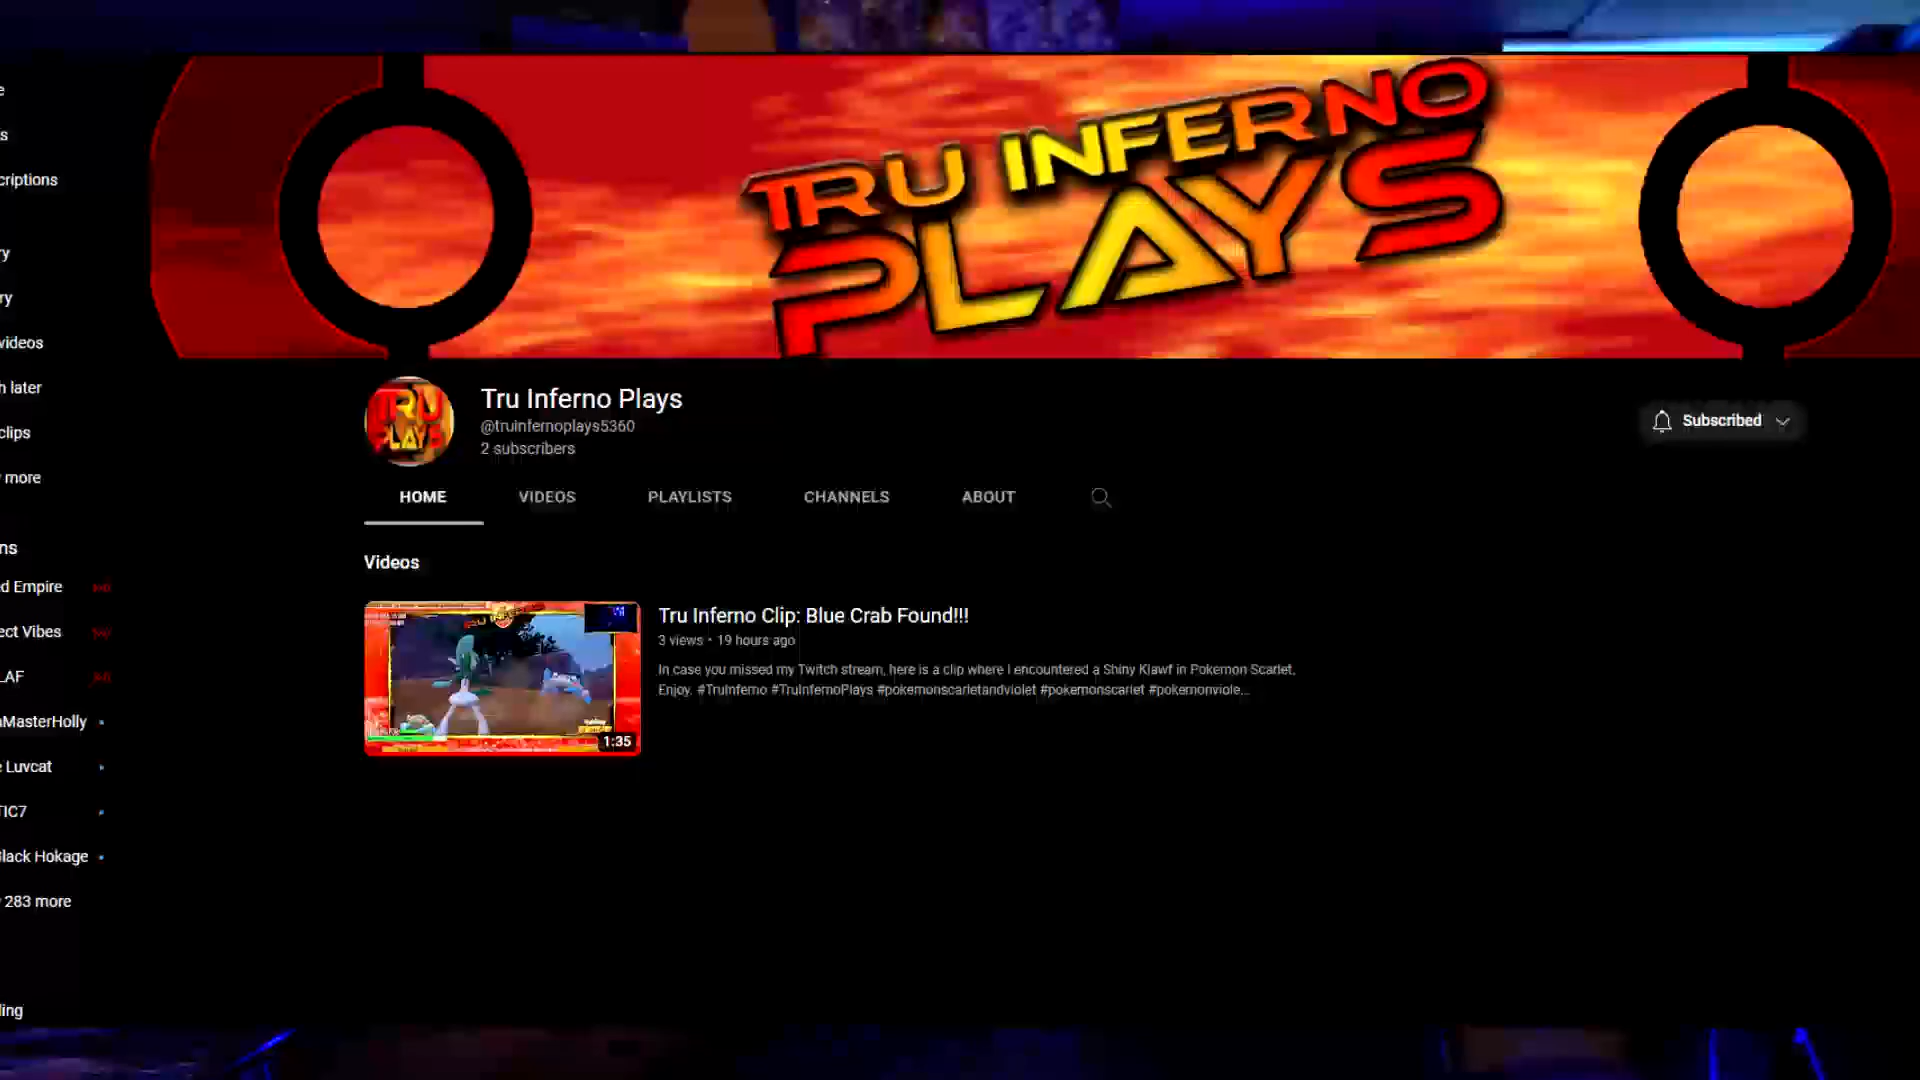 TRU INFERNO
PLAYS
e
s
criptions
ry
ry
videos
h later
clips
more
ns
d Empire
ect Vibes
LAF
MasterHolly
Luvcat
TIC7
Black Hokage
283 more
ling
Tru Inferno Plays
@truinfernoplays5360
2 subscribers
Subscribed
HOME VIDEOS PLAYLISTS CHANNELS ABOUT
Videos
1:35
Tru Inferno Clip: Blue Crab Found!!!
3 views • 19 hours ago
In case you missed my Twitch stream, here is a clip where I encountered a Shiny Klawf in Pokemon Scarlet.
Enjoy. #TruInferno #TruInfernoPlays #pokemonscarletandviolet #pokemonscarlet #pokemonviole...